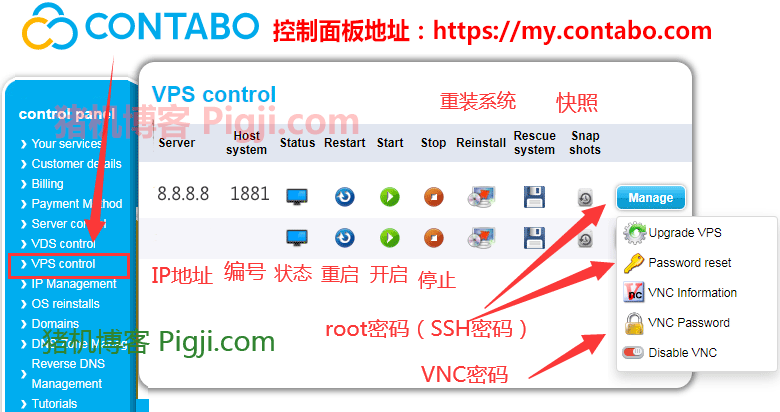 CONTABO 控制面板地址：https://my.contabo.com
VPS control
control panel
猪机博客 Pigji.com
重装系统 快照
Server Host system Status Restart Start Stop Reinstall Rescue system Snap shots
8.8.8.8 1881 Manage
Your services
Customer details
Billing
Payment Method
Server control
VDS control
VPS control
IP Management
OS reinstalls
Domains
DNS Zone Manag
Reverse DNS
Management
Tutorials
IP地址 编号 状态 重启 开启 停止
Upgrade VPS
Password reset
VNC Information
VNC Password
Disable VNC
root密码（SSH密码）
VNC密码
猪机博客 Pigji.com